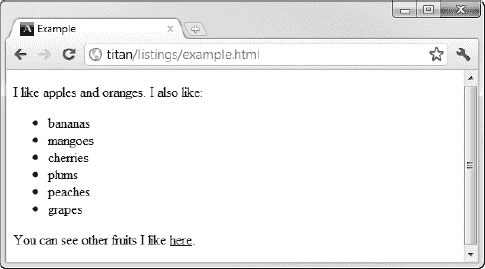 Example
titan/listings/example.html
I like apples and oranges. I also like:
• bananas
• mangoes
• cherries
• plums
• peaches
• grapes
You can see other fruits I like here.